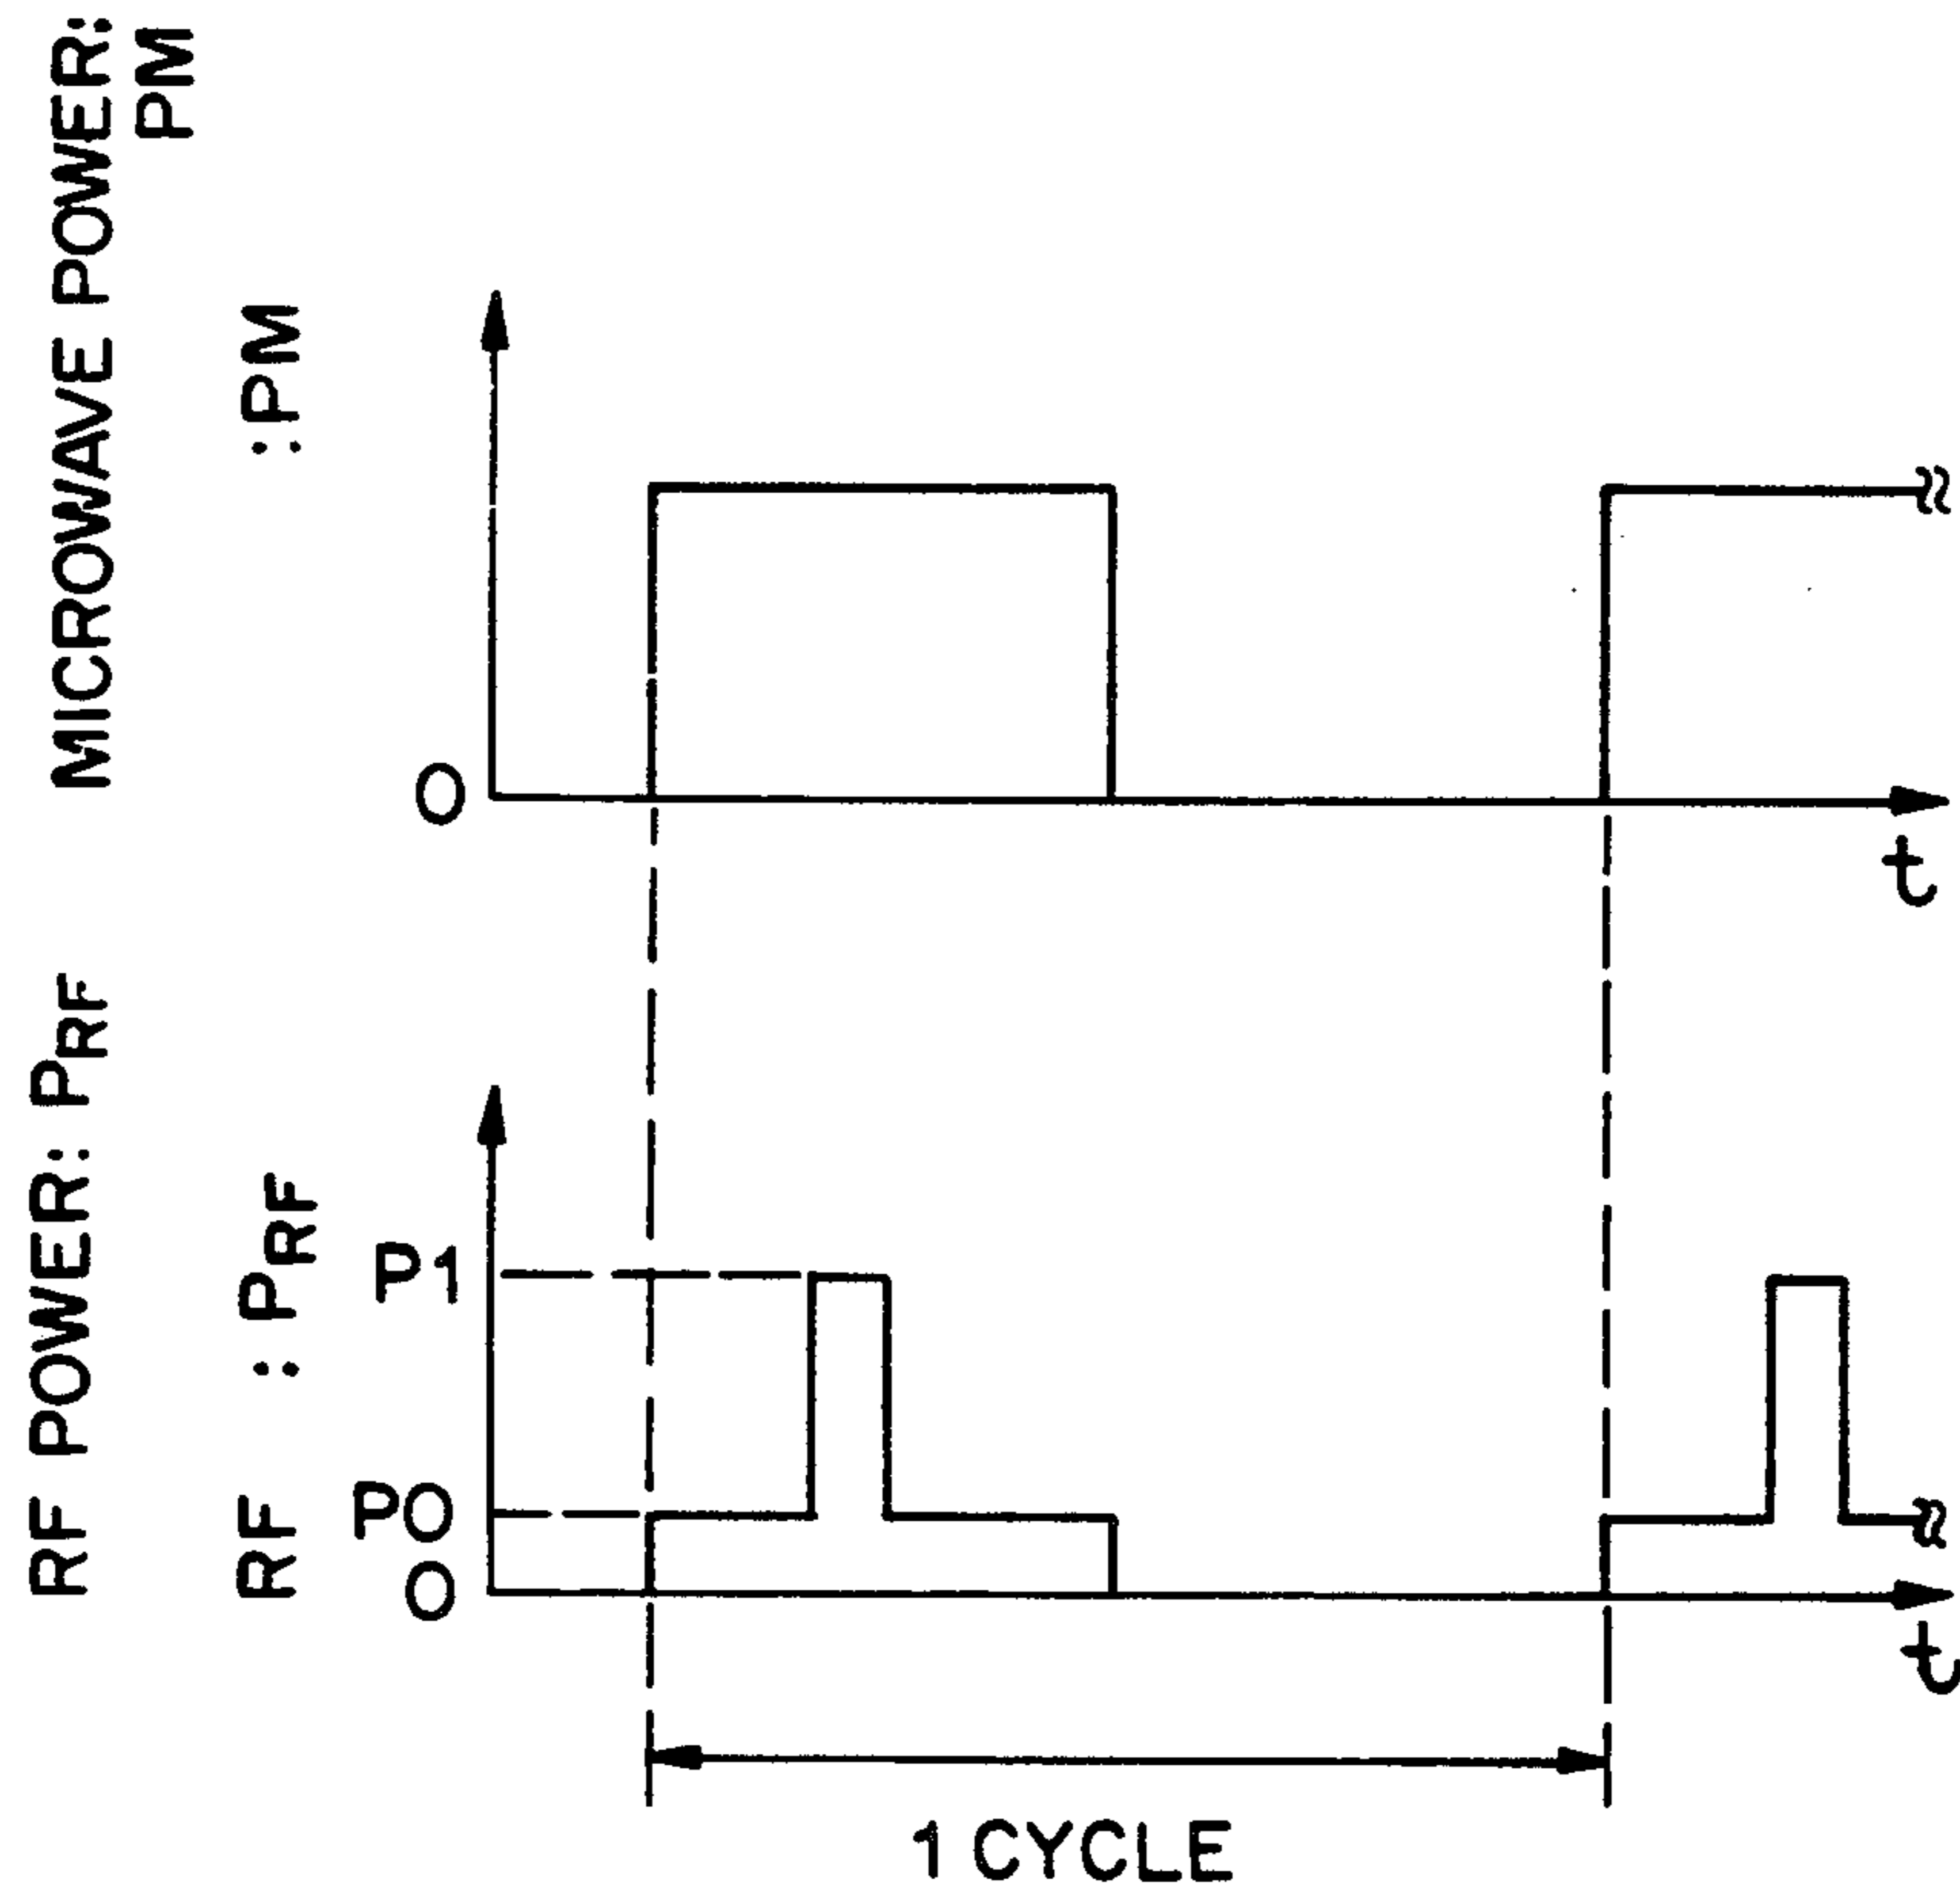 MICROWAVE POWER:
PM
: PM
O
t
RF POWER: PRF
RF : PRF
P1
PO
O
t
1 CYCLE